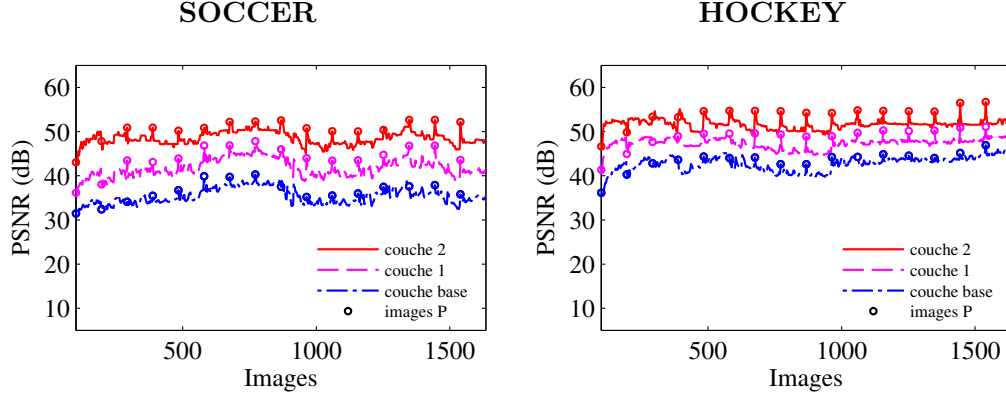 SOCCER
PSNR (dB)
60
50
40
30
20
10
500
1000
1500
Images
couche 2
couche 1
couche base
images P
HOCKEY
PSNR (dB)
60
50
40
30
20
10
500
1000
1500
Images
couche 2
couche 1
couche base
images P